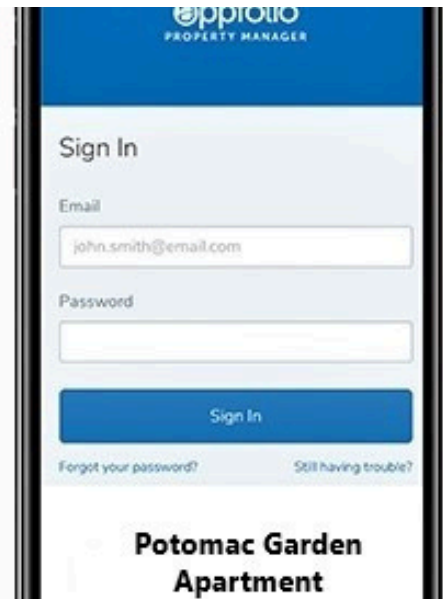 appfolio
PROPERTY MANAGER
Sign In
Email
john.smith@email.com
Password
Sign In
Forgot your password? Still having trouble?
Potomac Garden
Apartment